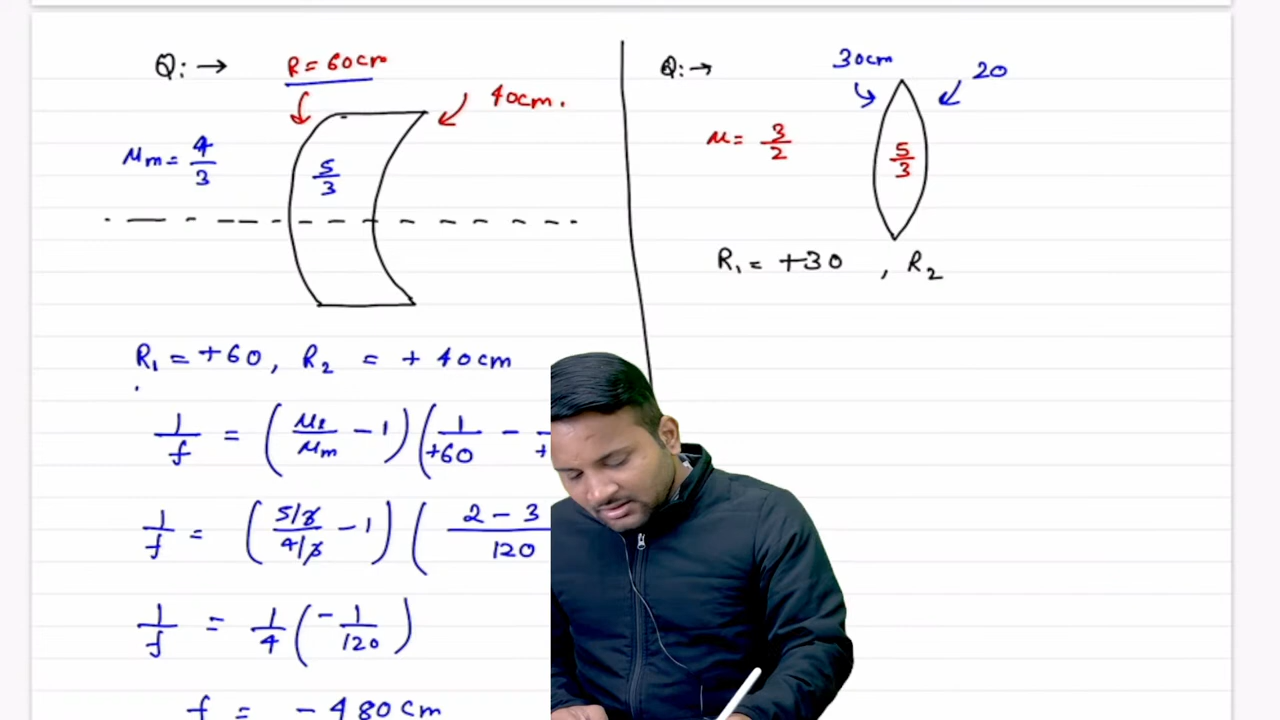 Q: → R = 60cm
40cm.
μm = 4/3
5/3
R₁ = +60, R₂ = + 40cm
1/f = (μl/μm - 1)(1/+60 - 
1/f = (5/3/4/3 - 1)(2 - 3/120
1/f = 1/4(-1/120)
f = - 480cm
Q: → 30cm 20
μ = 3/2
5/3
R₁ = +30 , R₂